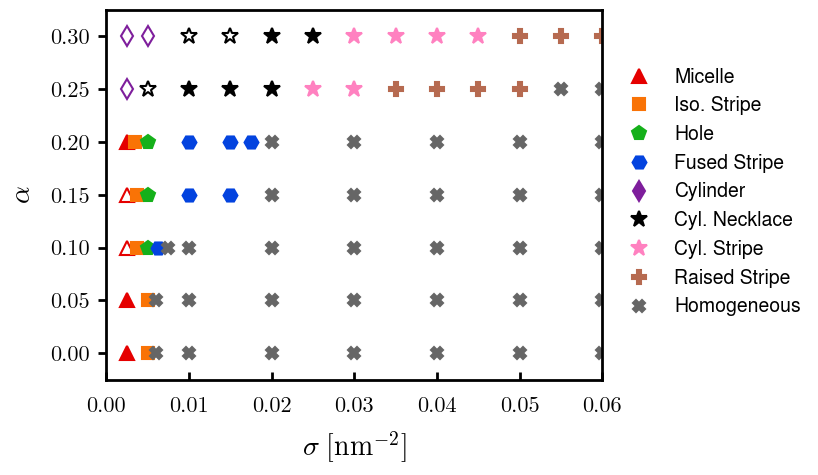 0.30
0.25
0.20
0.15
0.10
0.05
0.00
α
0.00 0.01 0.02 0.03 0.04 0.05 0.06
σ [nm⁻²]
Micelle
Iso. Stripe
Hole
Fused Stripe
Cylinder
Cyl. Necklace
Cyl. Stripe
Raised Stripe
Homogeneous